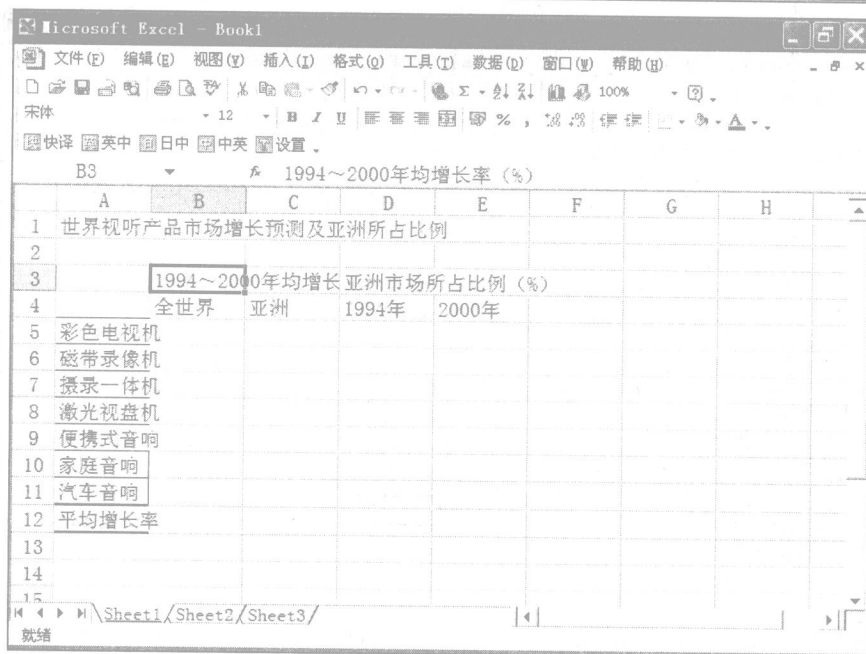 Microsoft Excel - Book1
文件(F) 编辑(E) 视图(V) 插入(I) 格式(O) 工具(T) 数据(D) 窗口(W) 帮助(H)
Σ 100%
宋体 12 B I U % ,
快译 英中 日中 中英 设置
B3 fx 1994～2000年均增长率（%）
A B C D E F G H
1 世界视听产品市场增长预测及亚洲所占比例
2
3 1994～2000年均增长 亚洲市场所占比例（%）
4 全世界 亚洲 1994年 2000年
5 彩色电视机
6 磁带录像机
7 摄录一体机
8 激光视盘机
9 便携式音响
10 家庭音响
11 汽车音响
12 平均增长率
13
14
15
Sheet1 Sheet2 Sheet3
就绪